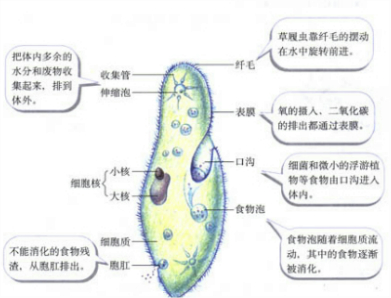 草履虫靠纤毛的摆动
在水中旋转前进。
把体内多余的
水分和废物收
集起来，排到
体外。
纤毛
收集管
伸缩泡
表膜
氧的摄入、二氧化碳
的排出都通过表膜。
口沟
细菌和微小的浮游植
物等食物由口沟进入
体内。
小核
细胞核
大核
食物泡
细胞质
食物泡随着细胞质流
动，其中的食物逐渐
被消化。
不能消化的食物残
渣，从胞肛排出。
胞肛